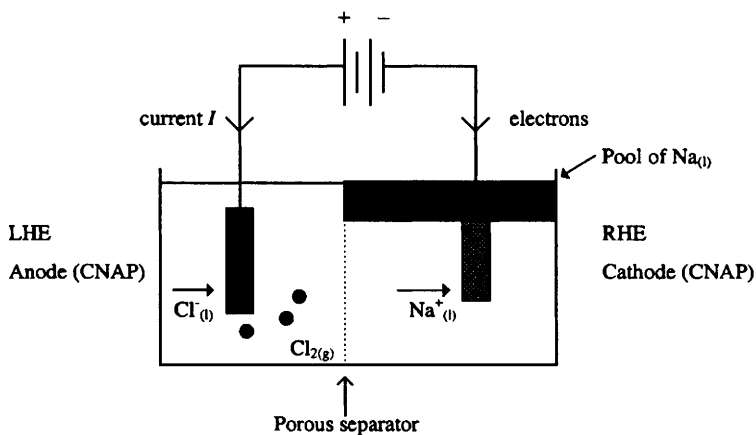 + −
current I
electrons
Pool of Na(l)
LHE
Anode (CNAP)
RHE
Cathode (CNAP)
Cl-(l)
Na+(l)
Cl2(g)
Porous separator